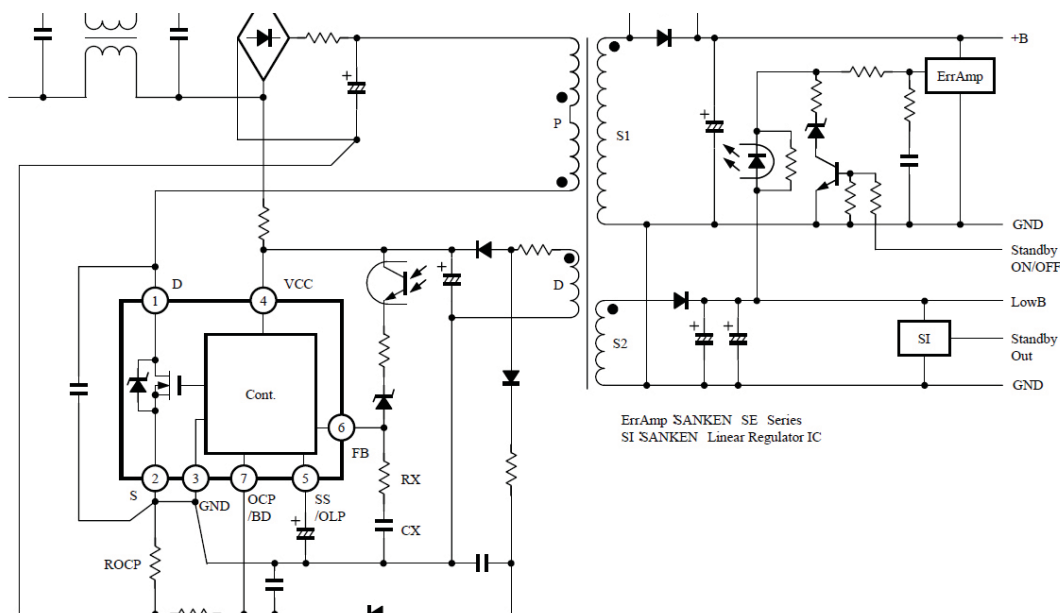 +B
ErrAmp
P
S1
GND
Standby
ON/OFF
D
VCC
D
1
4
LowB
S2
SI
Standby
Out
Cont.
GND
6
FB
ErrAmp:SANKEN SE Series
SI:SANKEN Linear Regulator IC
2
3
7
5
RX
S
GND
OCP
/BD
SS
/OLP
CX
ROCP
+
+
+
+
+
+